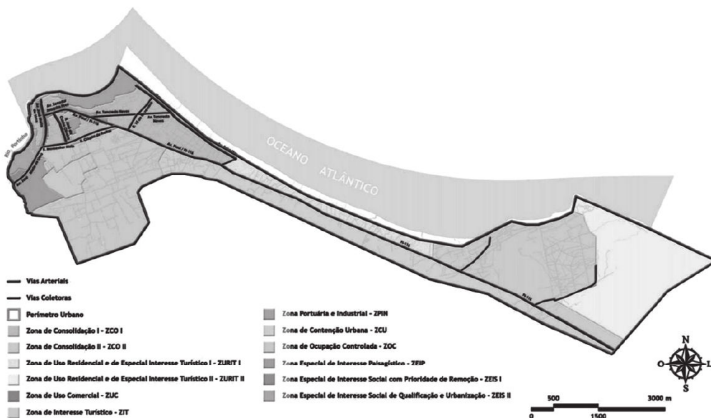 OCEANO ATLÂNTICO
Vias Arteriais
Vias Coletoras
Perímetro Urbano
Zona de Consolidação I - ZCO I
Zona de Consolidação II - ZCO II
Zona de Uso Residencial e de Especial Interesse Turístico I - ZURIT I
Zona de Uso Residencial e de Especial Interesse Turístico II - ZURIT II
Zona de Uso Comercial - ZUC
Zona de Interesse Turístico - ZIT
Zona Portuária e Industrial - ZPIN
Zona de Contenção Urbana - ZCU
Zona de Ocupação Controlada - ZOC
Zona Especial de Interesse Paisagístico - ZEIP
Zona Especial de Interesse Social com Prioridade de Remoção - ZEIS I
Zona Especial de Interesse Social de Qualificação e Urbanização - ZEIS II
N
O
L
S
500
3000 m
0
1500